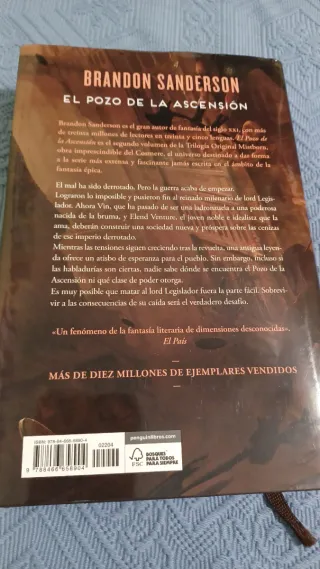 BRANDON SANDERSON
EL POZO DE LA ASCENSIÓN
Brandon Sanderson es el gran autor de fantasía del siglo XXI, con más
de treinta millones de lectores en treinta y cinco lenguas. El Pozo de
la Ascensión es el segundo volumen de la Trilogía Original Mistborn,
obra imprescindible del Cosmere, el universo destinado a dar forma
a la serie más extensa y fascinante jamás escrita en el ámbito de la
fantasía épica.
El mal ha sido derrotado. Pero la guerra acaba de empezar.
Lograron lo imposible y pusieron fin al reinado milenario de lord Legis-
lador. Ahora Vin, que ha pasado de ser una ladronzuela a una poderosa
nacida de la bruma, y Elend Venture, el joven noble e idealista que la
ama, deberán construir una sociedad nueva y próspera sobre las cenizas
de ese imperio derrotado.
Mientras las tensiones siguen creciendo tras la revuelta, una antigua leyen-
da ofrece un atisbo de esperanza para el pueblo. Sin embargo, incluso si
las habladurías son ciertas, nadie sabe dónde se encuentra el Pozo de la
Ascensión ni qué clase de poder otorga.
Es muy posible que matar al lord Legislador fuera la parte fácil. Sobrevi-
vir a las consecuencias de su caída será el verdadero desafío.
«Un fenómeno de la fantasía literaria de dimensiones desconocidas».
El País
MÁS DE DIEZ MILLONES DE EJEMPLARES VENDIDOS
02204
penguinlibros.com
FSC
BOSQUES
PARA TODOS
PARA SIEMPRE